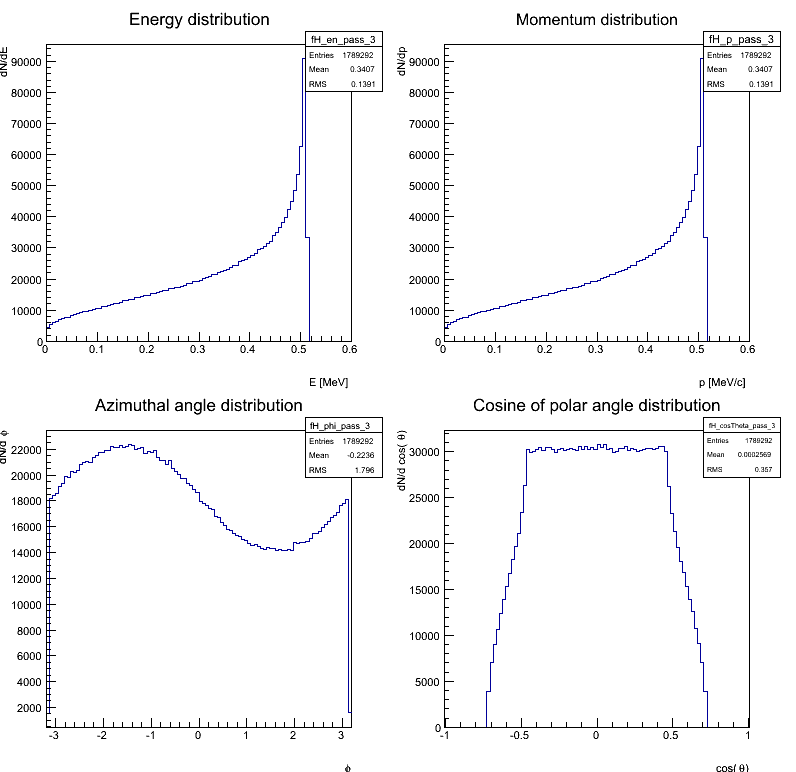 Energy distribution
dN/dE
fH_en_pass_3
Entries 1789292
Mean 0.3407
RMS 0.1391
90000
80000
70000
60000
50000
40000
30000
20000
10000
0
0 0.1 0.2 0.3 0.4 0.5 0.6
E [MeV]
Momentum distribution
dN/dp
fH_p_pass_3
Entries 1789292
Mean 0.3407
RMS 0.1391
90000
80000
70000
60000
50000
40000
30000
20000
10000
0
0 0.1 0.2 0.3 0.4 0.5 0.6
p [MeV/c]
Azimuthal angle distribution
dN/d ϕ
fH_phi_pass_3
Entries 1789292
Mean -0.2236
RMS 1.796
22000
20000
18000
16000
14000
12000
10000
8000
6000
4000
2000
-3 -2 -1 0 1 2 3
ϕ
Cosine of polar angle distribution
dN/d cos( θ)
fH_cosTheta_pass_3
Entries 1789292
Mean 0.0002569
RMS 0.357
30000
25000
20000
15000
10000
5000
0
-1 -0.5 0 0.5 1
cos( θ)